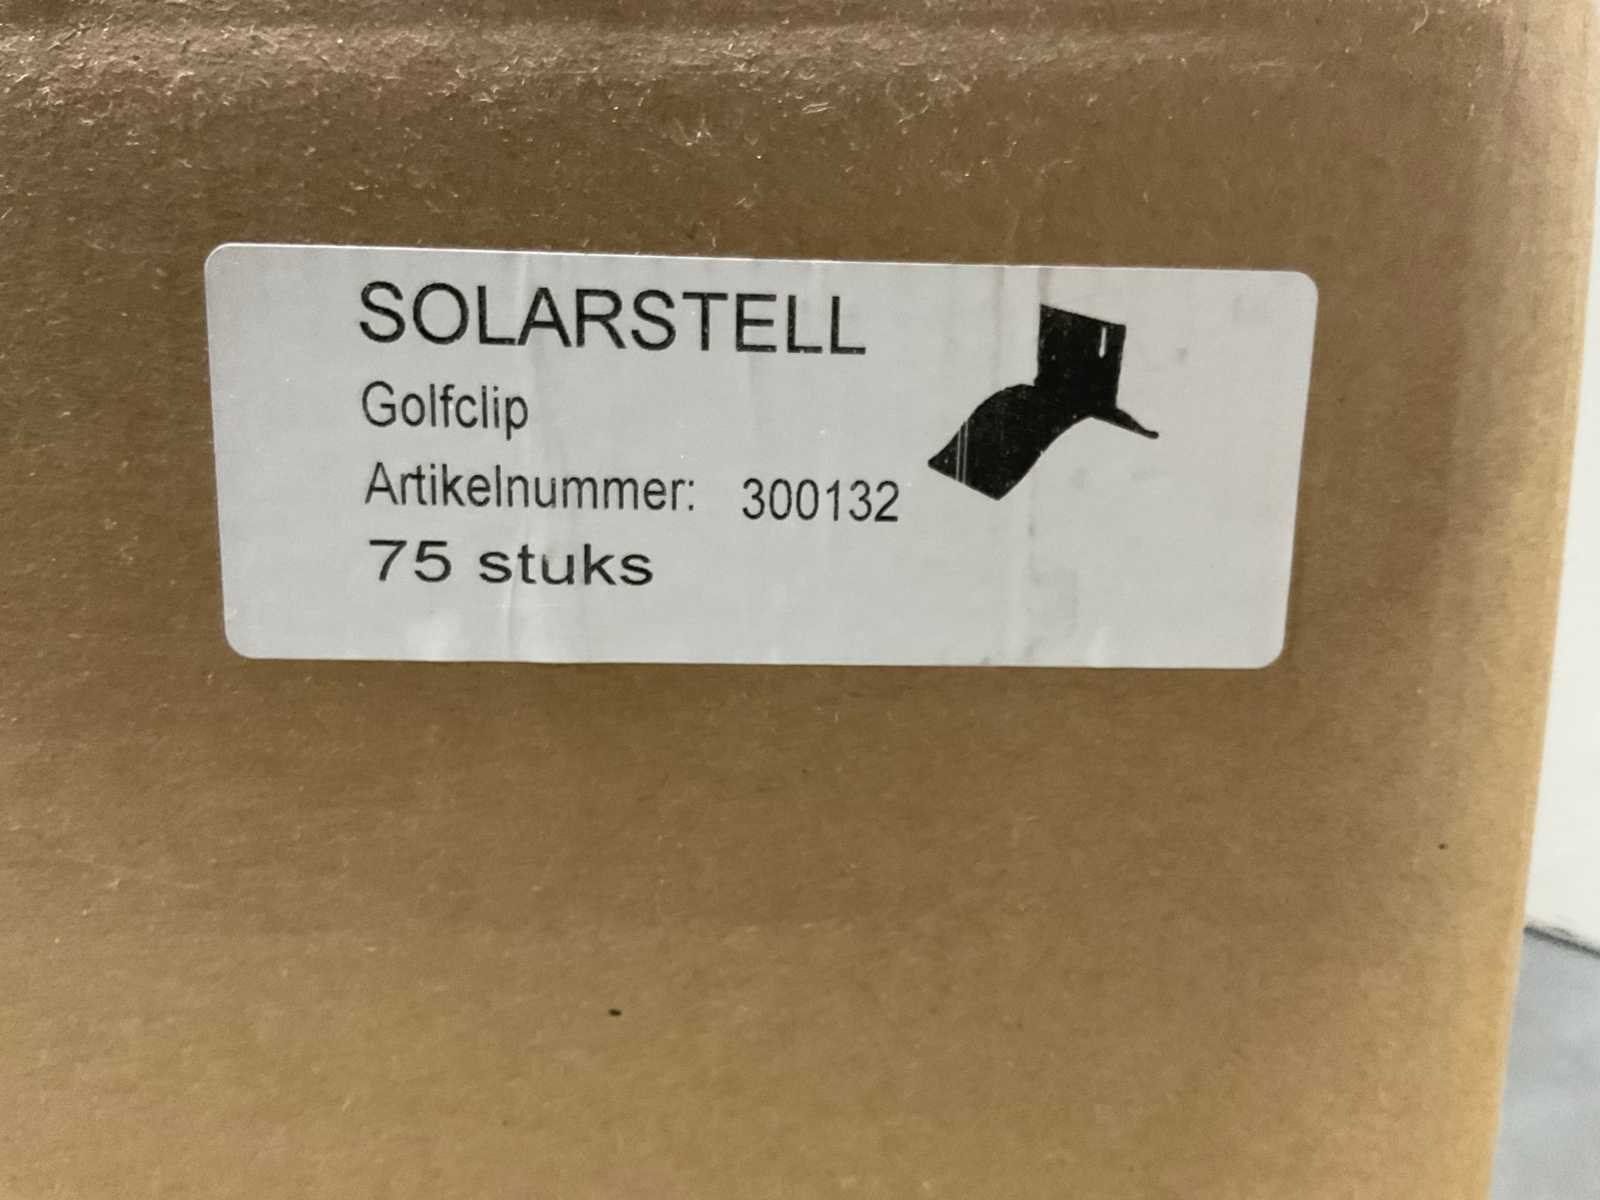 SOLARSTELL
Golfclip
Artikelnummer: 300132
75 stuks